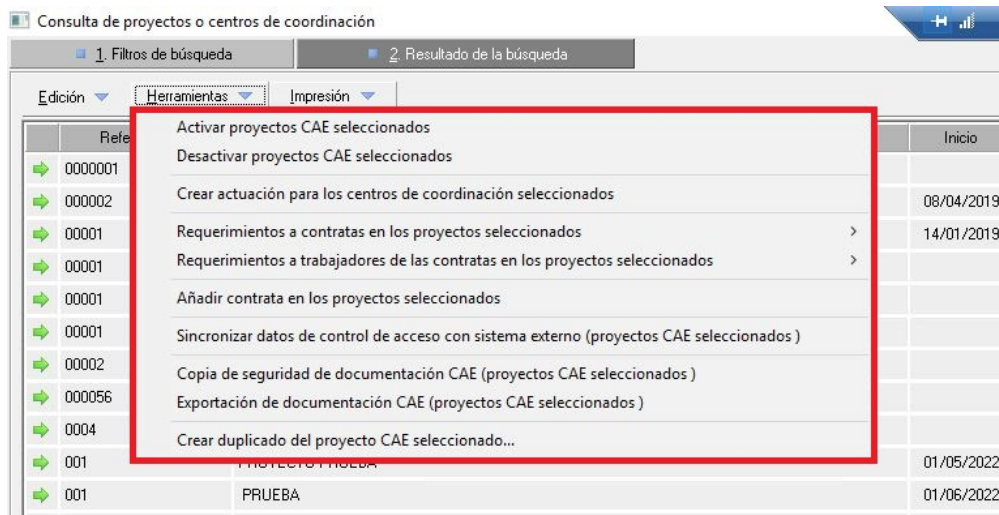 Consulta de proyectos o centros de coordinación
1. Filtros de búsqueda 2. Resultado de la búsqueda
Edición Herramientas Impresión
Refe Inicio
Activar proyectos CAE seleccionados
Desactivar proyectos CAE seleccionados
Crear actuación para los centros de coordinación seleccionados
Requerimientos a contratas en los proyectos seleccionados
Requerimientos a trabajadores de las contratas en los proyectos seleccionados
Añadir contrata en los proyectos seleccionados
Sincronizar datos de control de acceso con sistema externo (proyectos CAE seleccionados )
Copia de seguridad de documentación CAE (proyectos CAE seleccionados )
Exportación de documentación CAE (proyectos CAE seleccionados )
Crear duplicado del proyecto CAE seleccionado...
0000001
000002 08/04/2019
00001 14/01/2019
00001
00001
00001
00002
000056
0004
001 PROYECTO PRUEBA 01/05/2022
001 PRUEBA 01/06/2022